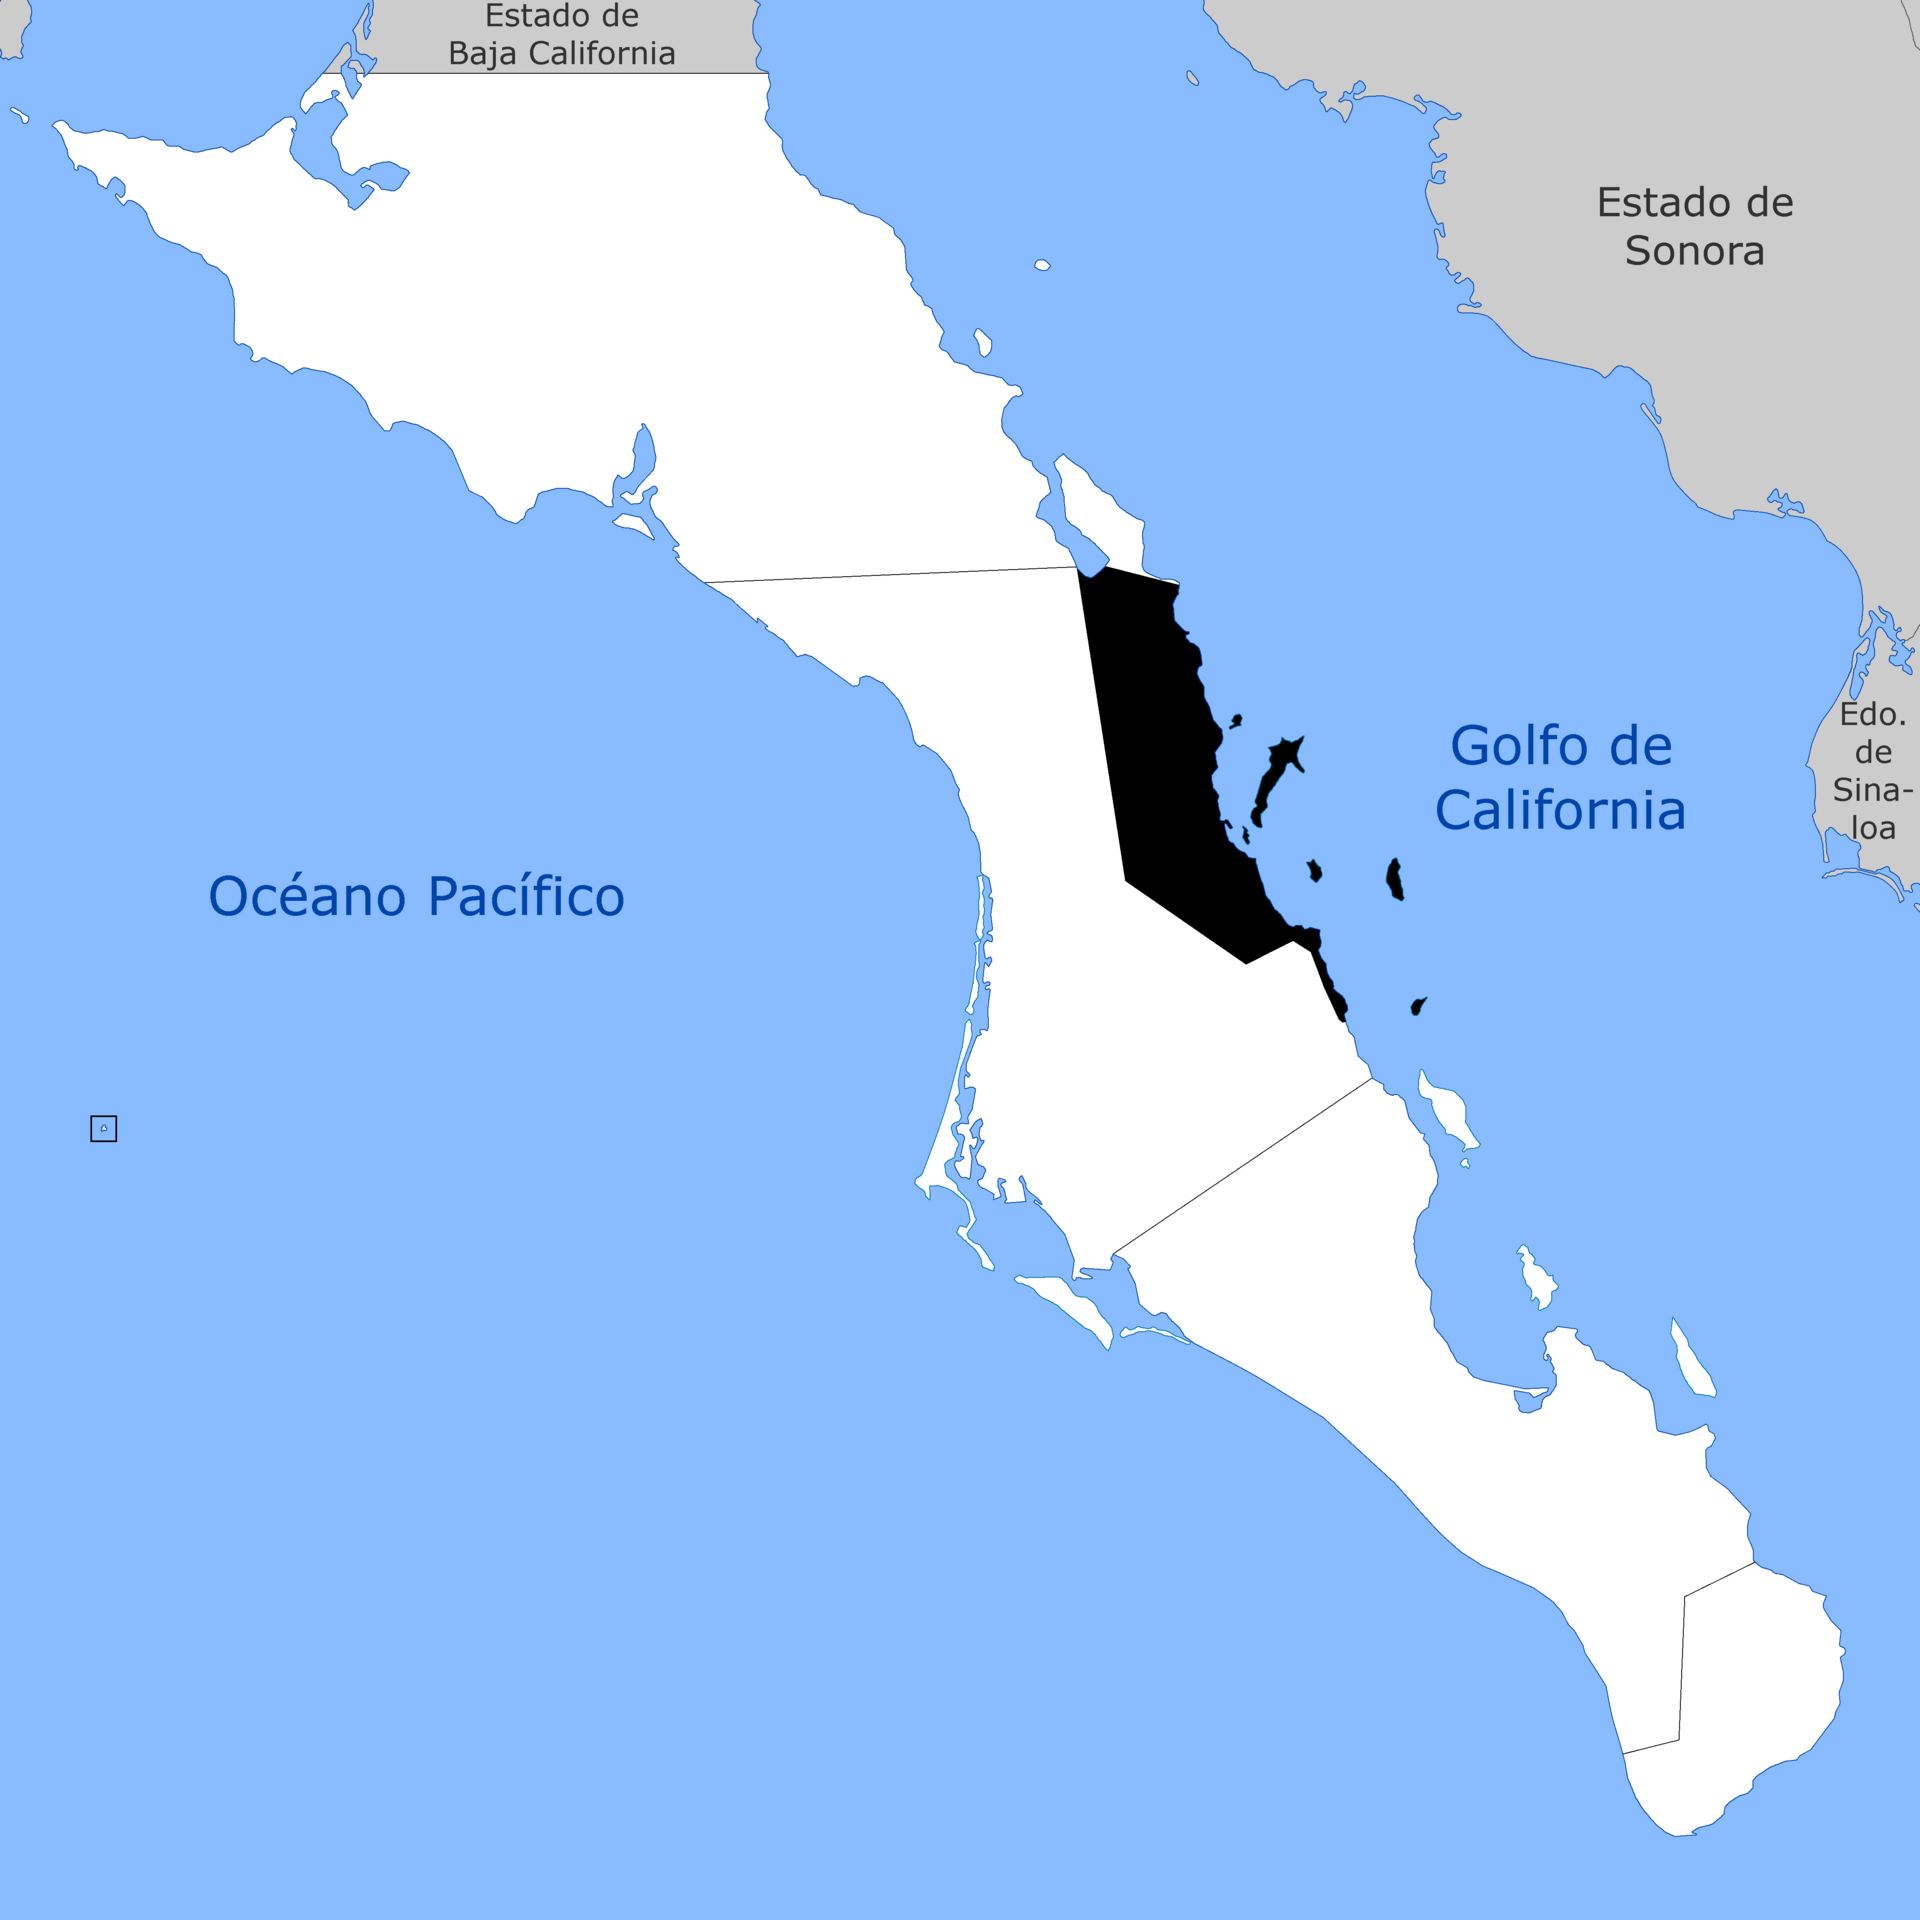 Estado de
Baja California
Estado de
Sonora
Golfo de
California
Edo.
de
Sina-
loa
Océano Pacífico